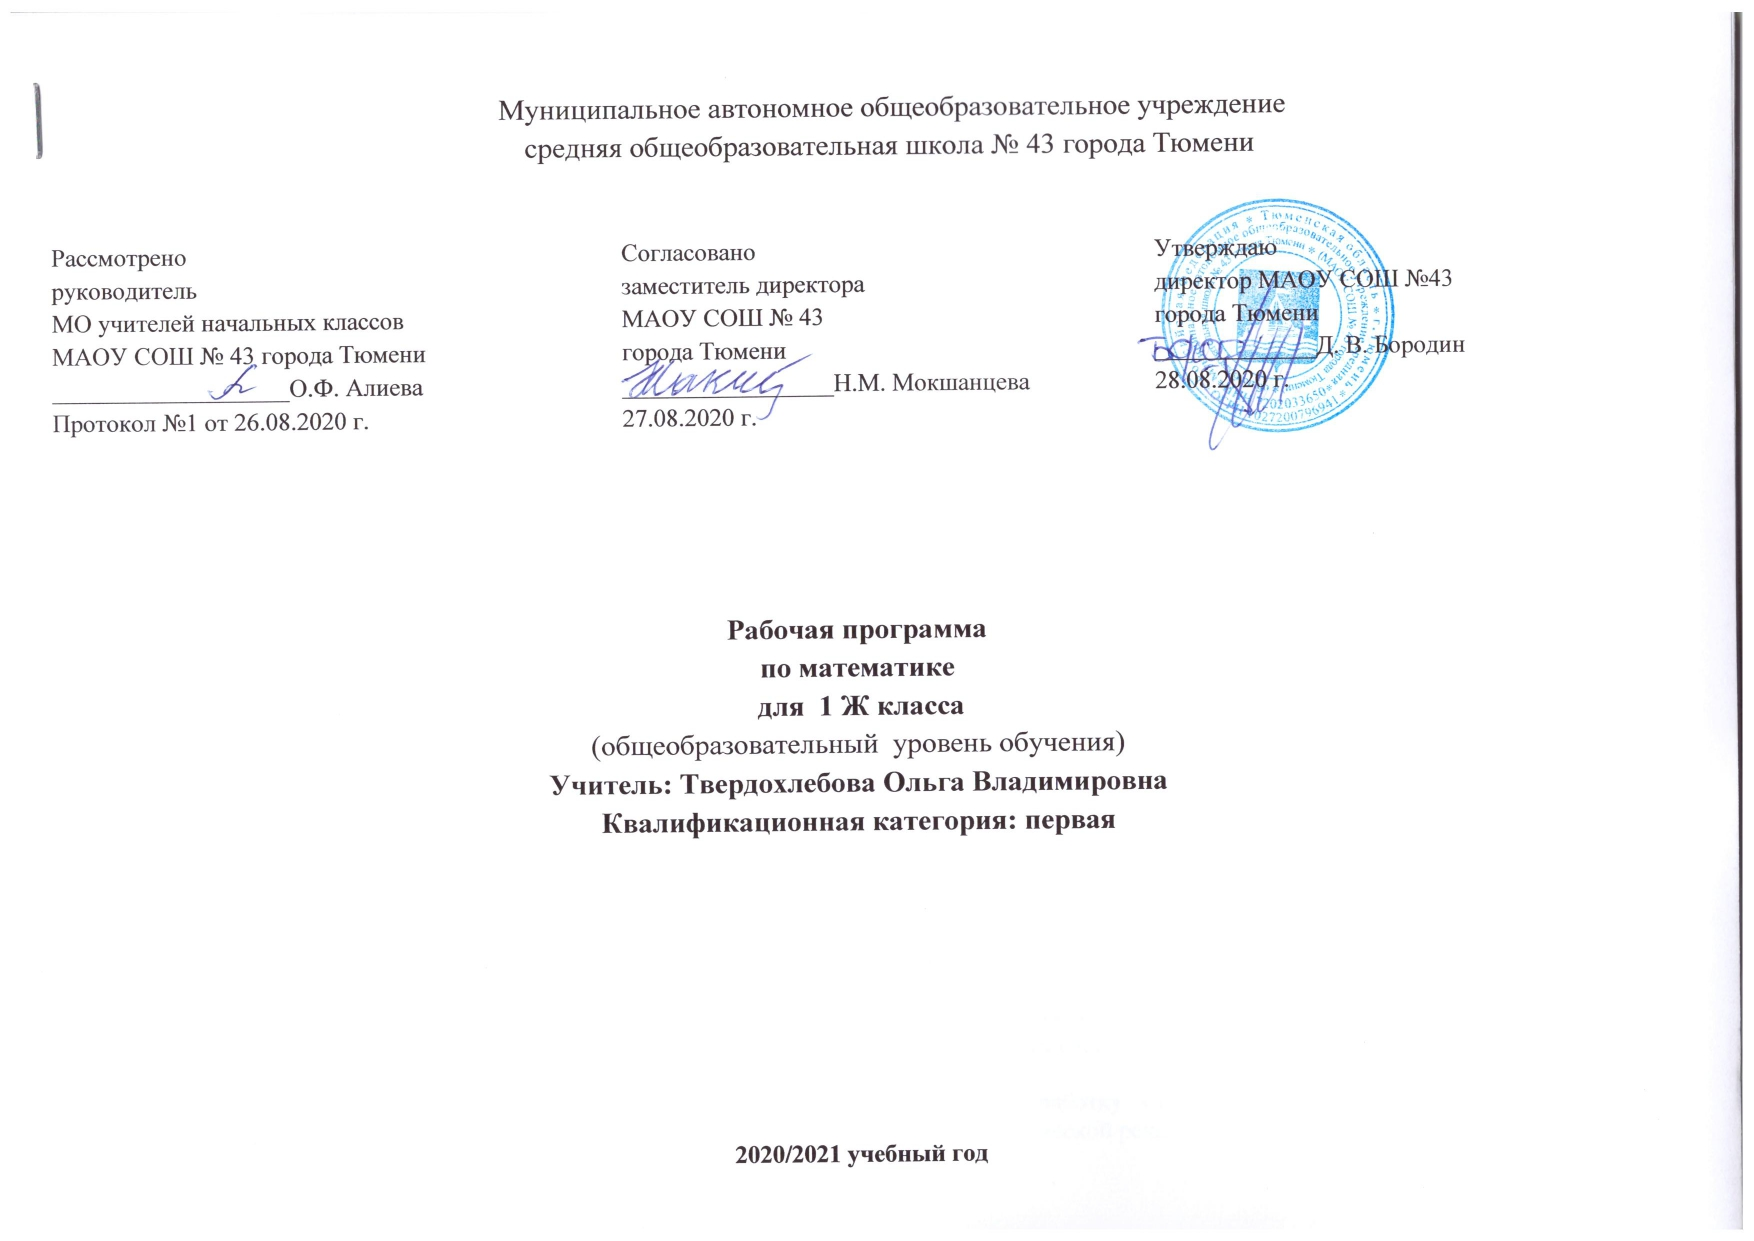 Муниципальное автономное общеобразовательное учреждение
средняя общеобразовательная школа № 43 города Тюмени
Рассмотрено
руководитель
МО учителей начальных классов
МАОУ СОШ № 43 города Тюмени
___________________О.Ф. Алиева
Протокол №1 от 26.08.2020 г.
Согласовано
заместитель директора
МАОУ СОШ № 43
города Тюмени
_________________Н.М. Мокшанцева
27.08.2020 г.
Утверждаю
директор МАОУ СОШ №43
города Тюмени
_____________Д. В. Бородин
28.08.2020 г.
Рабочая программа
по математике
для 1 Ж класса
(общеобразовательный уровень обучения)
Учитель: Твердохлебова Ольга Владимировна
Квалификационная категория: первая
2020/2021 учебный год